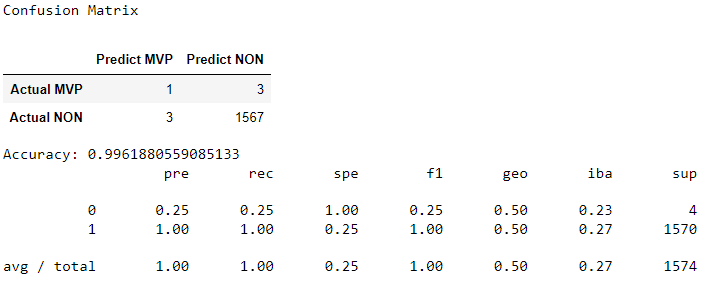 Confusion Matrix
Predict MVP Predict NON
Actual MVP 1 3
Actual NON 3 1567
Accuracy: 0.9961880559085133
pre rec spe f1 geo iba sup
0 0.25 0.25 1.00 0.25 0.50 0.23 4
1 1.00 1.00 0.25 1.00 0.50 0.27 1570
avg / total 1.00 1.00 0.25 1.00 0.50 0.27 1574